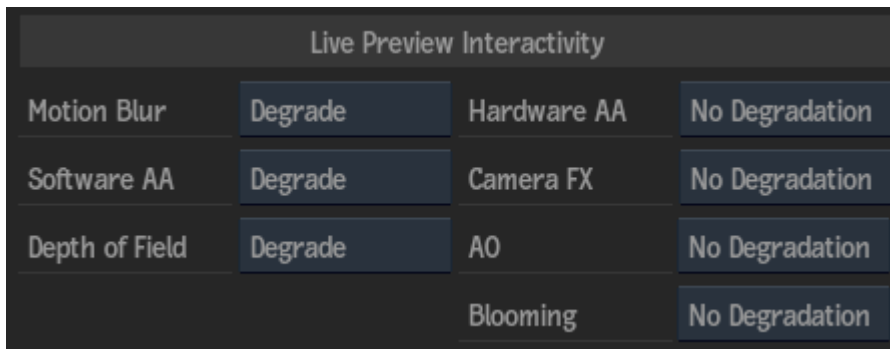 Live Preview Interactivity
Motion Blur Degrade Hardware AA No Degradation
Software AA Degrade Camera FX No Degradation
Depth of Field Degrade AO No Degradation
Blooming No Degradation